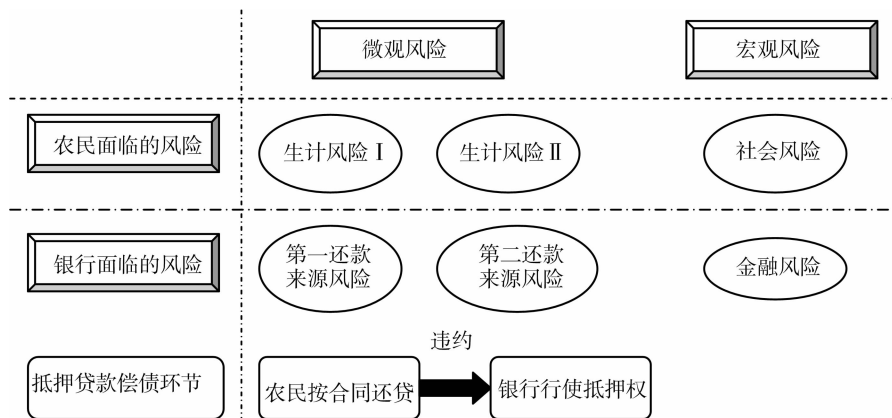 微观风险
宏观风险
农民面临的风险
生计风险Ⅰ
生计风险Ⅱ
社会风险
银行面临的风险
第一还款
来源风险
第二还款
来源风险
金融风险
违约
抵押贷款偿债环节
农民按合同还贷
银行行使抵押权